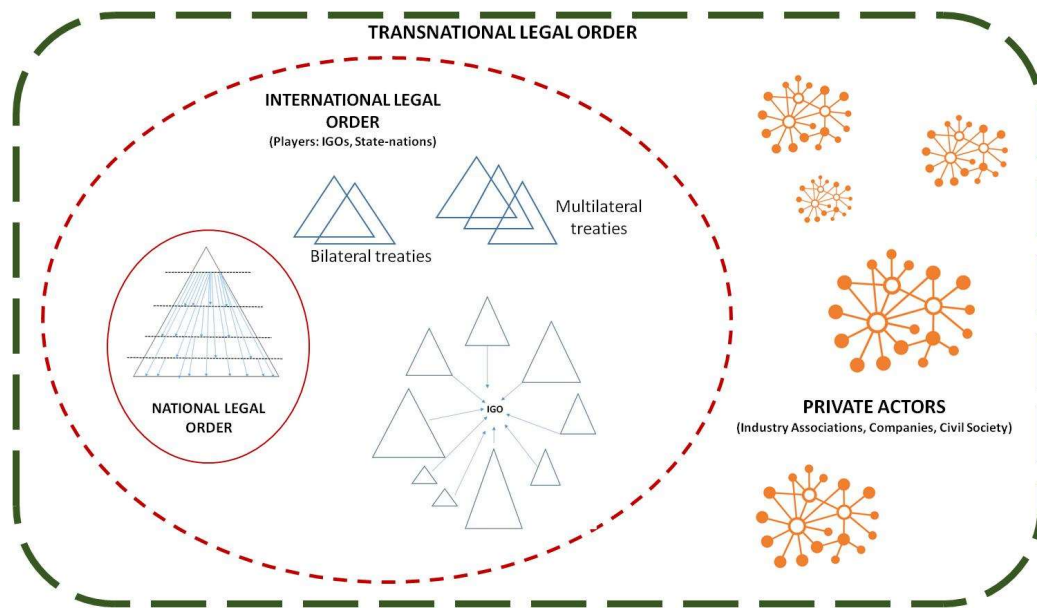 TRANSNATIONAL LEGAL ORDER
INTERNATIONAL LEGAL
ORDER
(Players: IGOs, State-nations)
Multilateral
treaties
Bilateral treaties
NATIONAL LEGAL
ORDER
IGO
PRIVATE ACTORS
(Industry Associations, Companies, Civil Society)